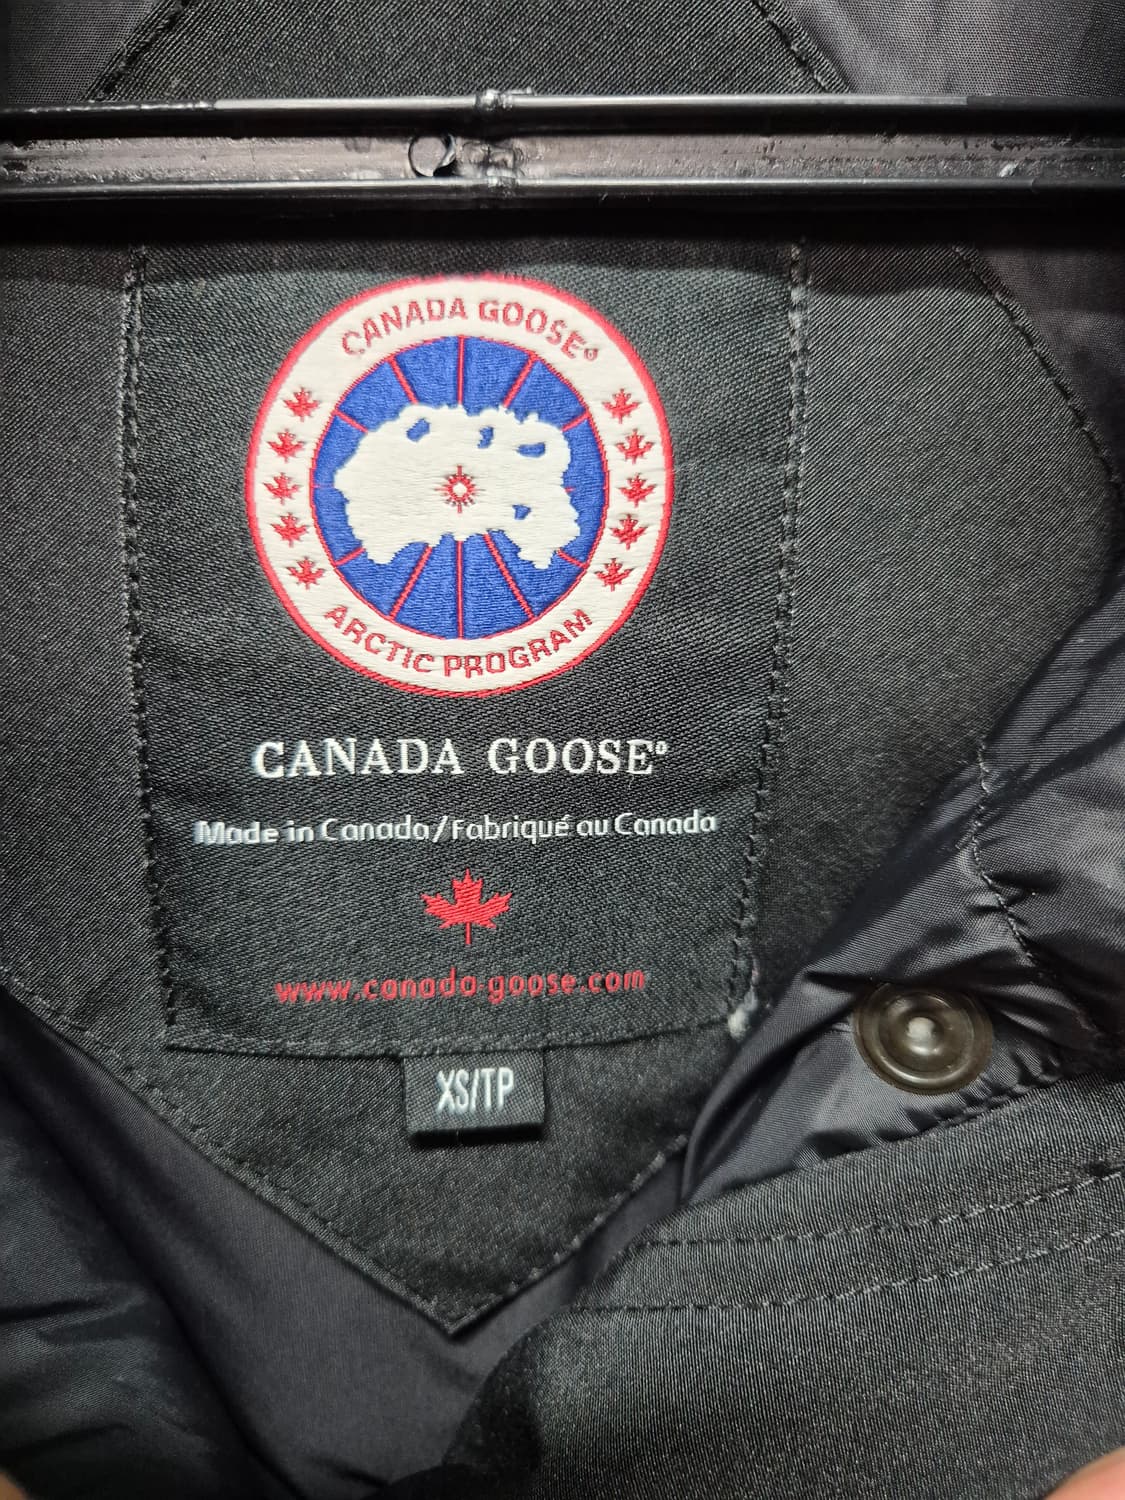 CANADA GOOSE®
ARCTIC PROGRAM
CANADA GOOSE®
Made in Canada/Fabriqué au Canada
www.canada-goose.com
XS/TP